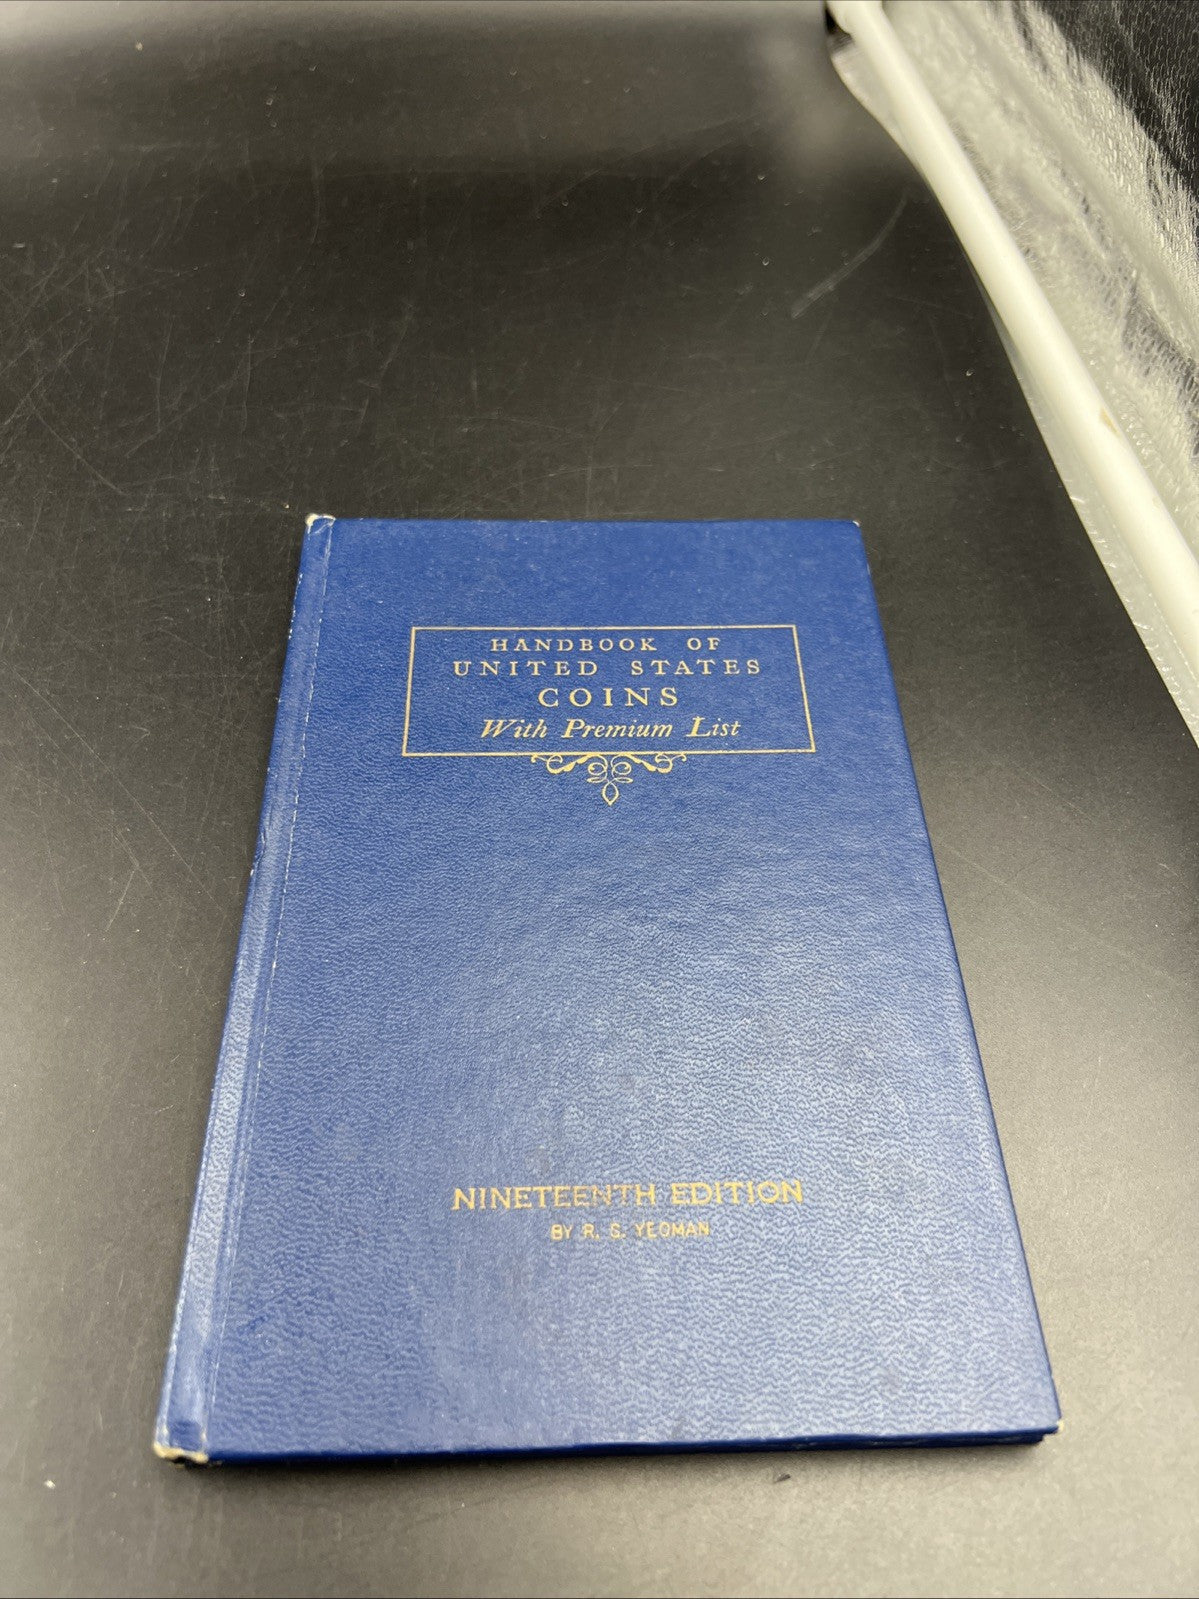 HANDBOOK OF
UNITED STATES
COINS
With Premium List
NINETEENTH EDITION
BY R. S. YEOMAN